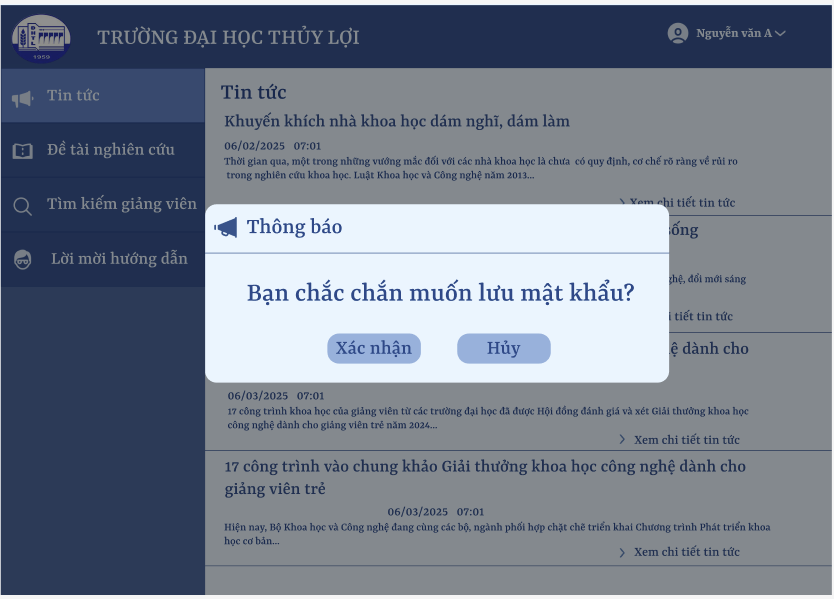 TRƯỜNG ĐẠI HỌC THỦY LỢI
Nguyễn văn A
1959
Tin tức
Đề tài nghiên cứu
Tìm kiếm giảng viên
Lời mời hướng dẫn
Tin tức
Khuyến khích nhà khoa học dám nghĩ, dám làm
06/02/2025 07:01
Thời gian qua, một trong những vướng mắc đối với các nhà khoa học là chưa có quy định, cơ chế rõ ràng về rủi ro
trong nghiên cứu khoa học. Luật Khoa học và Công nghệ năm 2013...
Xem chi tiết tin tức
sống
Thông báo
ghệ, đổi mới sáng
Bạn chắc chắn muốn lưu mật khẩu?
i tiết tin tức
Xác nhận
Hủy
ệ dành cho
06/03/2025 07:01
17 công trình khoa học của giảng viên từ các trường đại học đã được Hội đồng đánh giá và xét Giải thưởng khoa học
công nghệ dành cho giảng viên trẻ năm 2024...
Xem chi tiết tin tức
17 công trình vào chung khảo Giải thưởng khoa học công nghệ dành cho
giảng viên trẻ
06/03/2025 07:01
Hiện nay, Bộ Khoa học và Công nghệ đang cùng các bộ, ngành phối hợp chặt chẽ triển khai Chương trình Phát triển khoa
học cơ bản...
Xem chi tiết tin tức